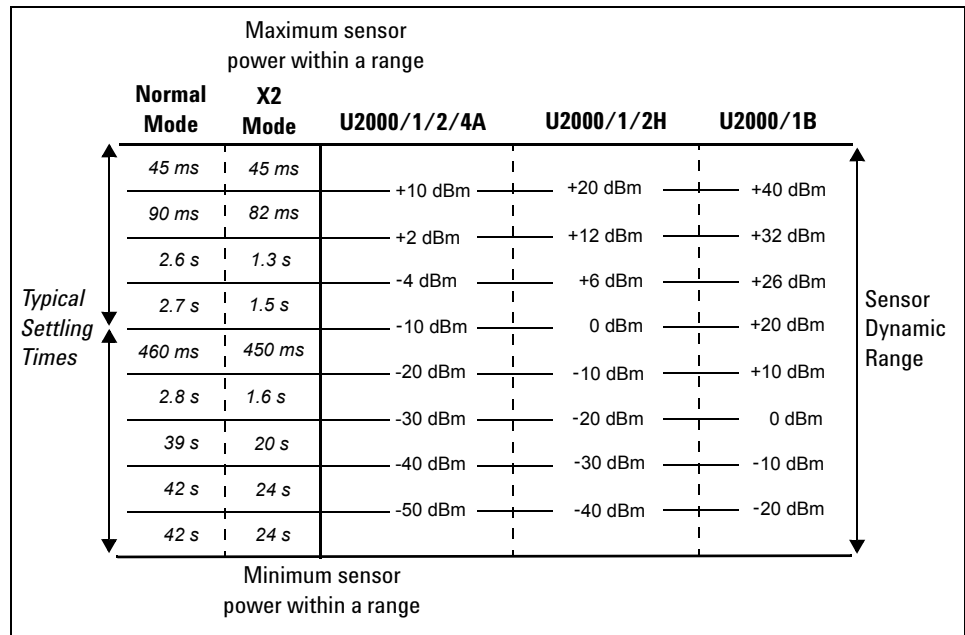 Maximum sensor
power within a range
Normal Mode X2 Mode U2000/1/2/4A U2000/1/2H U2000/1B
45 ms 45 ms
+10 dBm +20 dBm +40 dBm
90 ms 82 ms
+2 dBm +12 dBm +32 dBm
2.6 s 1.3 s
-4 dBm +6 dBm +26 dBm
2.7 s 1.5 s
-10 dBm 0 dBm +20 dBm
460 ms 450 ms
-20 dBm -10 dBm +10 dBm
2.8 s 1.6 s
-30 dBm -20 dBm 0 dBm
39 s 20 s
-40 dBm -30 dBm -10 dBm
42 s 24 s
-50 dBm -40 dBm -20 dBm
42 s 24 s
Typical
Settling
Times
Sensor
Dynamic
Range
Minimum sensor
power within a range